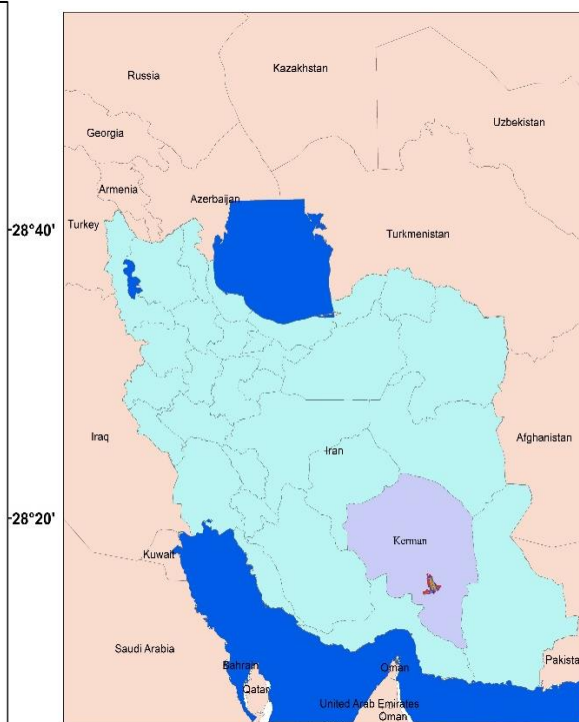 Kazakhstan
Russia
Uzbekistan
Georgia
Armenia
Azerbaijan
Turkey
28°40'
Turkmenistan
Iraq
Iran
Afghanistan
28°20'
Kerman
Kuwait
Saudi Arabia
Bahrain
Oman
Pakista
Qatar
United Arab Emirates
Oman